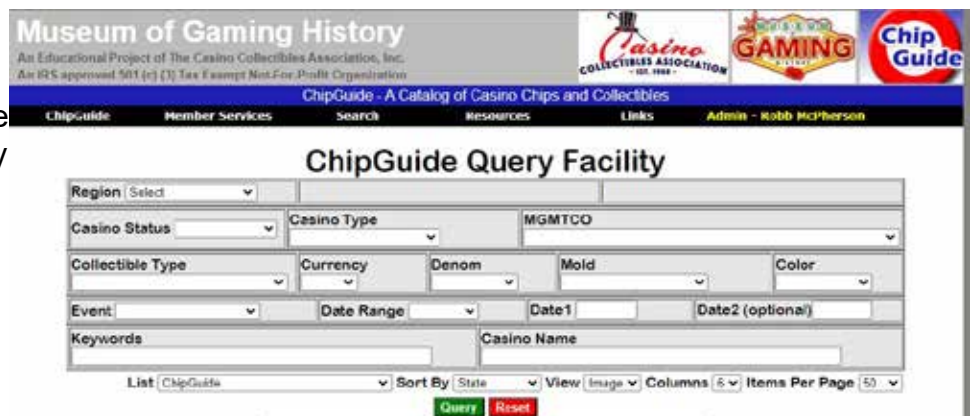 Museum of Gaming History
An Educational Project of The Casino Collectibles Association, Inc.
An IRS approved 501 (c) (3) Tax Exempt Not-For-Profit Organization
Casino
COLLECTIBLES ASSOCIATION
- EST. 1988 -
MUSEUM
GAMING
HISTORY
Chip Guide
ChipGuide - A Catalog of Casino Chips and Collectibles
ChipGuide Member Services Search Resources Links Admin - Robb McPherson
e
y
ChipGuide Query Facility
Region Select
Casino Status Casino Type MGMTCO
Collectible Type Currency Denom Mold Color
Event Date Range Date1 Date2 (optional)
Keywords Casino Name
List ChipGuide Sort By State View Image Columns 6 Items Per Page 50
Query Reset